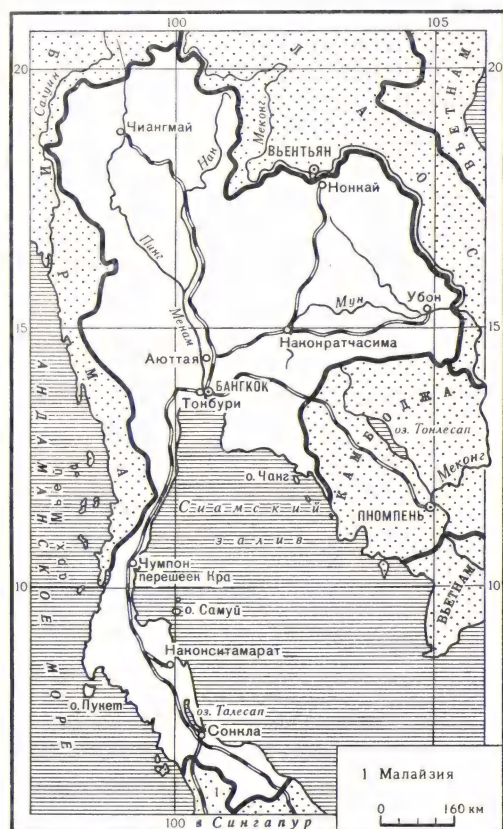 100
105
20
20
БИРМА
ЛАОС
ВЬЕТНАМ
Салуин
Чиангмай
Нан
Меконг
ВЬЕНТЬЯН
Нонкай
Пинг
Менам
Мун
Убон
15
15
Наконратчасима
Аюттая
БАНГКОК
Тонбури
КАМБОДЖА
оз. Тонлесап
Меконг
о. Чанг
Сиамский
залив
ПНОМПЕНЬ
АНДАМАНСКОЕ МОРЕ
арх. Мьеи
Чумпон
перешеек Кра
10
10
ВЬЕТНАМ
о. Самуй
Наконситамарат
о. Пукет
оз. Талесап
Сонкла
1
1 Малайзия
0 160 км
100
в Сингапур